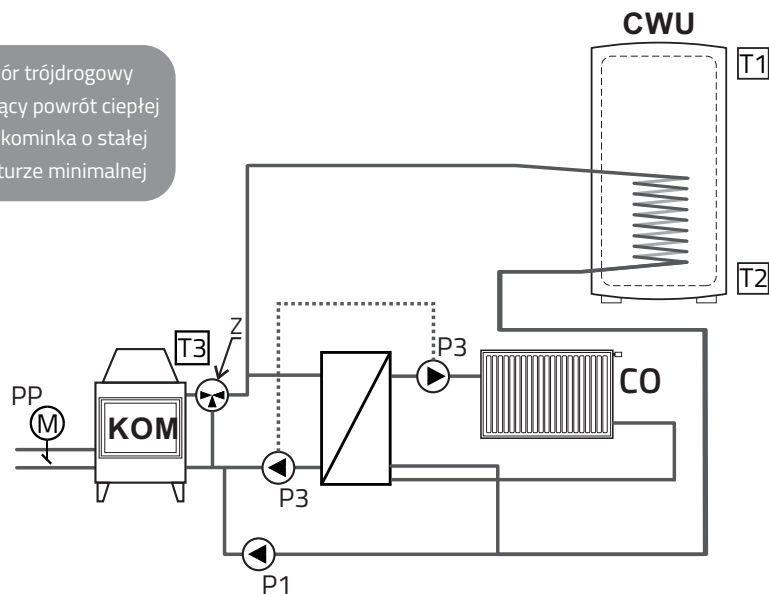 CWU
ór trójdrogowy
ący powrót ciepłej
kominka o stałej
turze minimalnej
T1
T2
T3
Z
P3
PP
M
KOM
CO
P3
P1